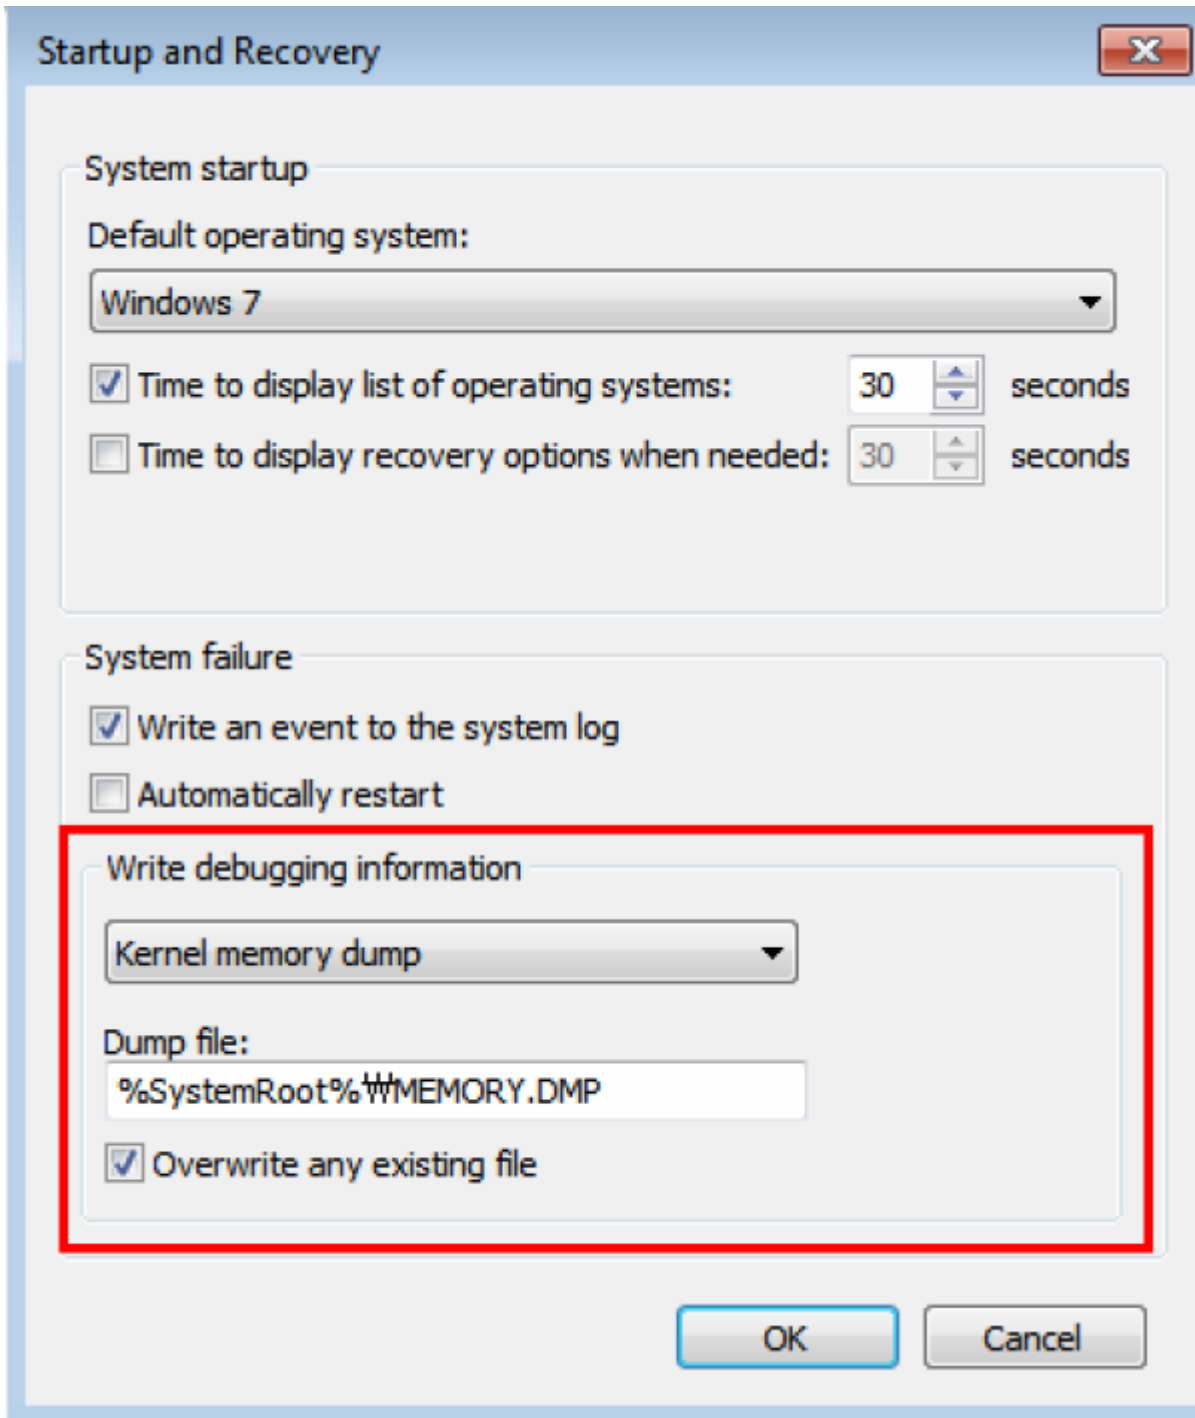 Startup and Recovery
System startup
Default operating system:
Windows 7
Time to display list of operating systems: 30 seconds
Time to display recovery options when needed: 30 seconds
System failure
Write an event to the system log
Automatically restart
Write debugging information
Kernel memory dump
Dump file:
%SystemRoot%₩MEMORY.DMP
Overwrite any existing file
OK Cancel